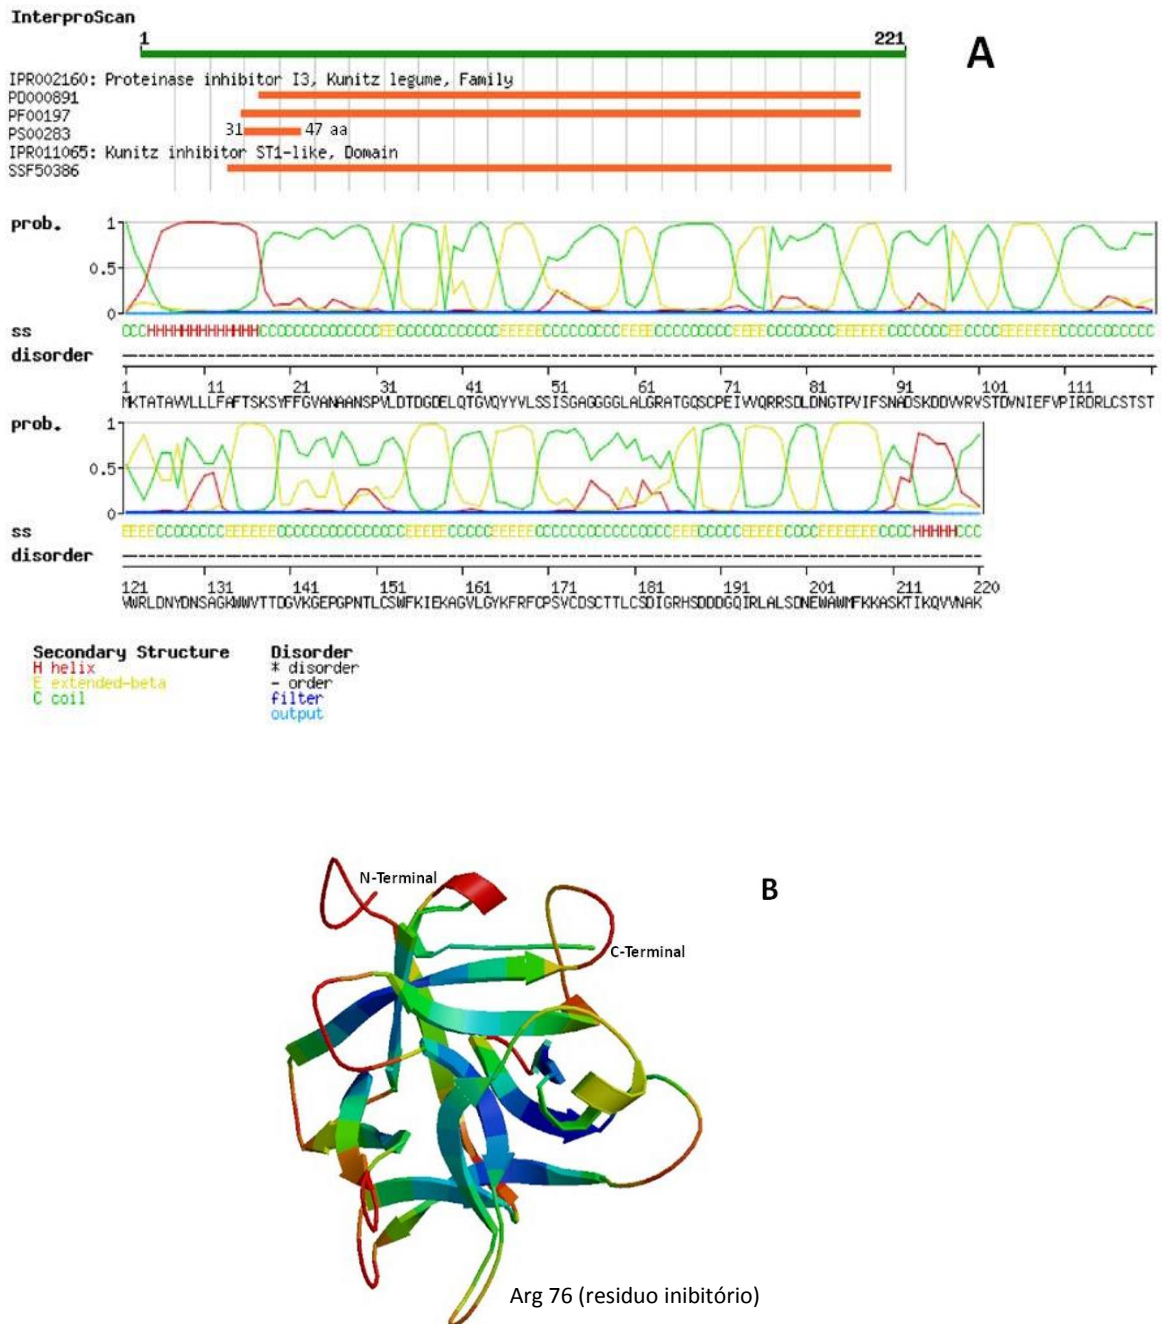 InterproScan
1 221
A
IPR002160: Proteinase inhibitor I3, Kunitz legume, Family
PD000891
PF00197
PS00283 31 47 aa
IPR011065: Kunitz inhibitor ST1-like, Domain
SSF50386
prob. 1
0.5
0
ss
disorder
1 11 21 31 41 51 61 71 81 91 101 111
MKTATAVVLLLFAFTSKSYFFGVANAANSPVLDTDGDELQTGVQYYVLSSISGAGGGGLALGRATGQSCPEIVVQRRSDLDNGTPVIFSNADSKDDVVRVSTDVNIEFVPIRDRLCSTST
prob. 1
0.5
0
ss
disorder
121 131 141 151 161 171 181 191 201 211 220
VWRLDNYDNSAGKWWVTTDGVKGEPGPNTLCSWFKIEKAGVLGYKFRFCPSVCDSCTTLCSDIGRHSDDDGQIRLALSDNEWAWMFKKASKTIKQVVNAK
Secondary Structure Disorder
H helix * disorder
E extended-beta - order
C coil filter
output
B
N-Terminal
C-Terminal
Arg 76 (residuo inibitório)